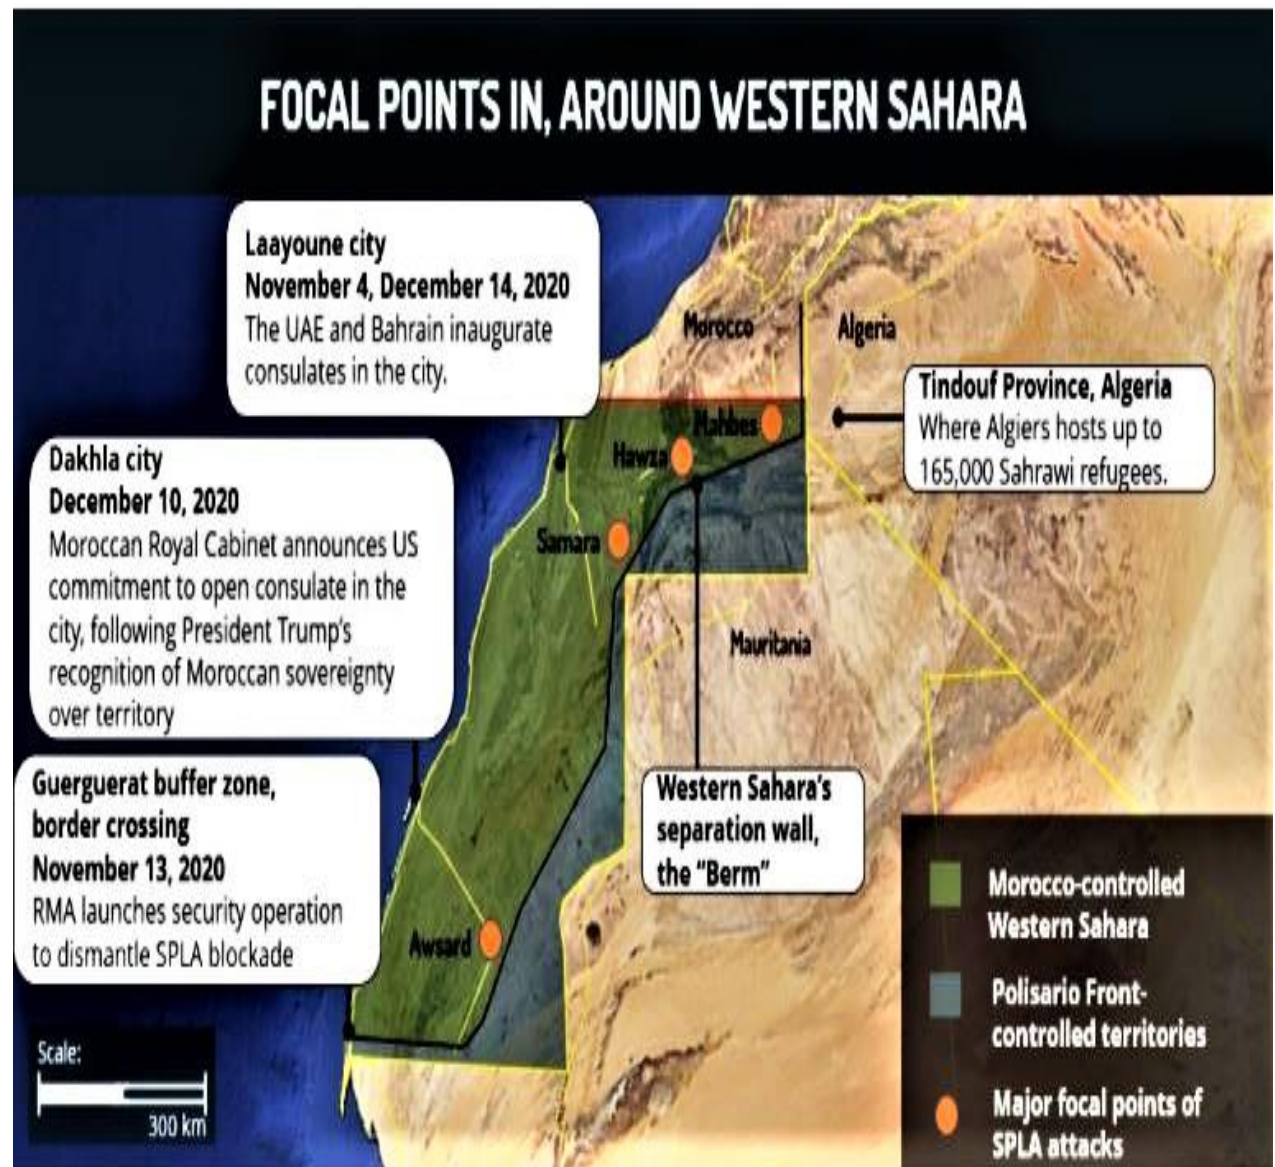 FOCAL POINTS IN, AROUND WESTERN SAHARA
Laayoune city
November 4, December 14, 2020
The UAE and Bahrain inaugurate
consulates in the city.
Morocco
Algeria
Tindouf Province, Algeria
Where Algiers hosts up to
165,000 Sahrawi refugees.
Mahbes
Hawza
Dakhla city
December 10, 2020
Moroccan Royal Cabinet announces US
commitment to open consulate in the
city, following President Trump's
recognition of Moroccan sovereignty
over territory
Samara
Mauritania
Guerguerat buffer zone,
border crossing
November 13, 2020
RMA launches security operation
to dismantle SPLA blockade
Western Sahara's
separation wall,
the "Berm"
Awsard
Scale:
300 km
Morocco-controlled
Western Sahara
Polisario Front-
controlled territories
Major focal points of
SPLA attacks